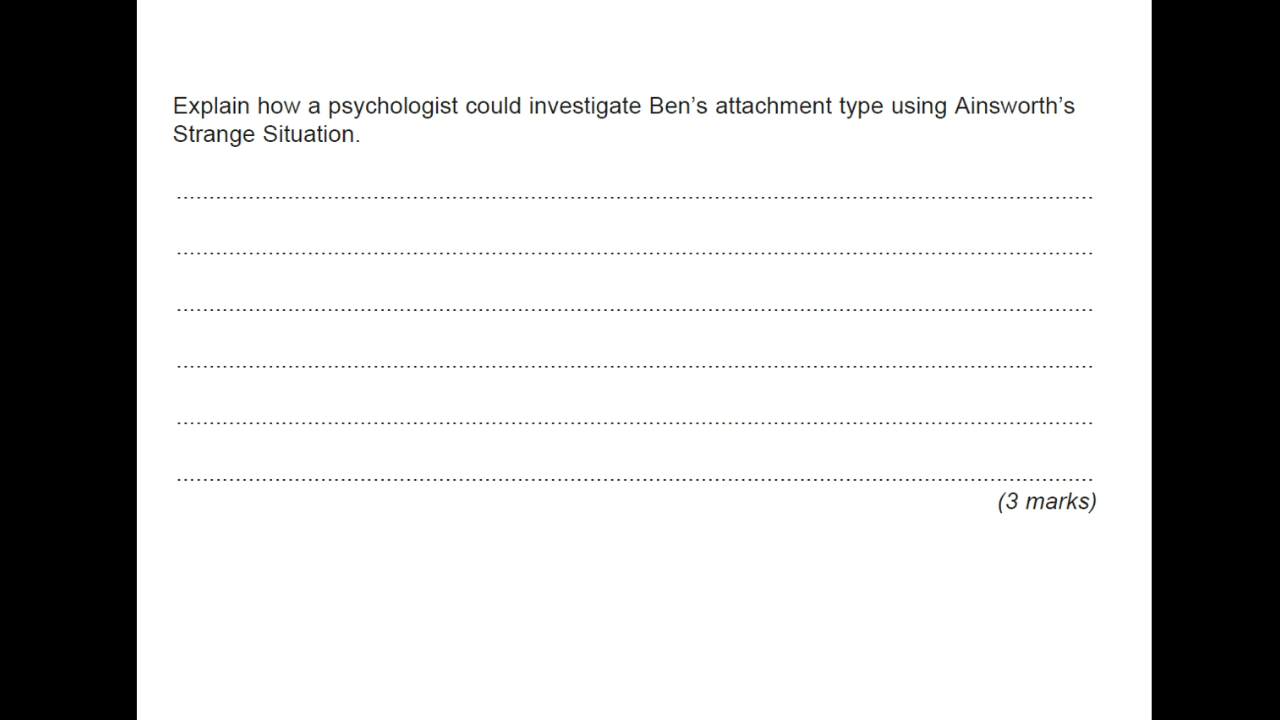 Explain how a psychologist could investigate Ben's attachment type using Ainsworth's
Strange Situation.
(3 marks)